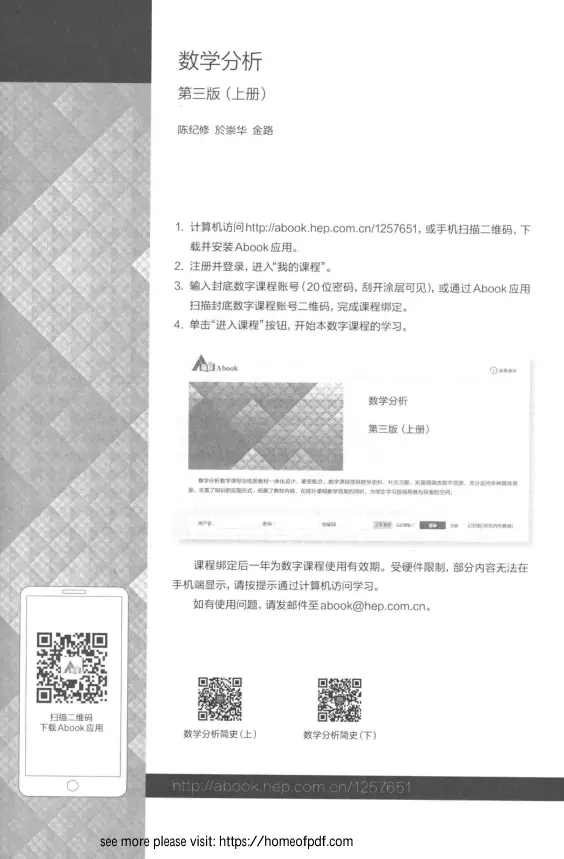 数学分析
第三版（上册）
陈纪修 於崇华 金路
1. 计算机访问http://abook.hep.com.cn/1257651，或手机扫描二维码、下
载并安装Abook应用。
2. 注册并登录，进入“我的课程”。
3. 输入封底数字课程账号（20位密码，刮开涂层可见），或通过Abook应用
扫描封底数字课程账号二维码，完成课程绑定。
4. 单击“进入课程”按钮，开始本数字课程的学习。
Abook
数学分析
第三版（上册）
用户名
密码
验证码
课程绑定后一年为数字课程使用有效期。受硬件限制，部分内容无法在
手机端显示，请按提示通过计算机访问学习。
如有使用问题，请发邮件至abook@hep.com.cn。
扫描二维码
下载Abook应用
数学分析简史（上）
数学分析简史（下）
http://abook.hep.com.cn/1257651
see more please visit: https://homeofpdf.com